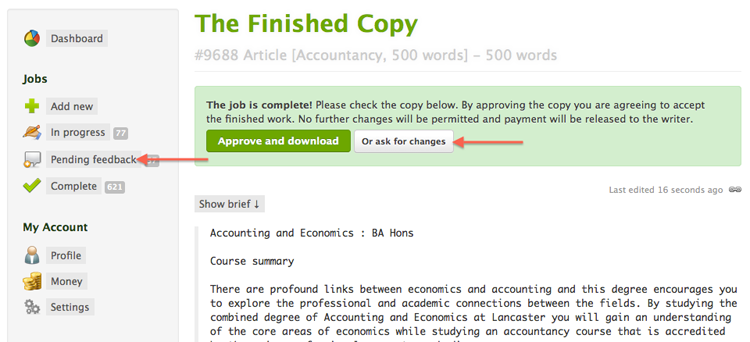 Dashboard
Jobs
Add new
In progress 77
Pending feedback
Complete 621
My Account
Profile
Money
Settings
The Finished Copy
#9688 Article [Accountancy, 500 words] – 500 words
The job is complete! Please check the copy below. By approving the copy you are agreeing to accept
the finished work. No further changes will be permitted and payment will be released to the writer.
Approve and download Or ask for changes
Last edited 16 seconds ago
Show brief ↓
Accounting and Economics : BA Hons
Course summary
There are profound links between economics and accounting and this degree encourages you
to explore the professional and academic connections between the fields. By studying the
combined degree of Accounting and Economics at Lancaster you will gain an understanding
of the core areas of economics while studying an accountancy course that is accredited